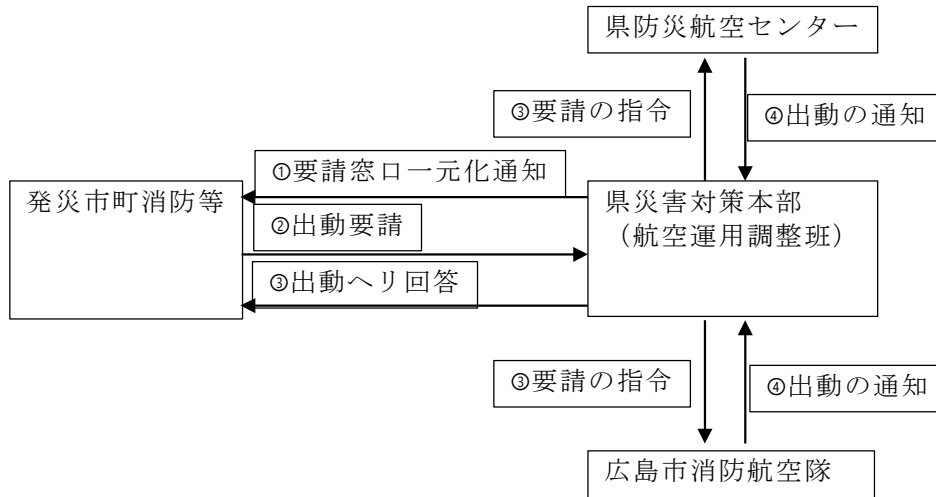 県防災航空センター
③要請の指令
④出動の通知
①要請窓口一元化通知
発災市町消防等
県災害対策本部
（航空運用調整班）
②出動要請
③出動ヘリ回答
③要請の指令
④出動の通知
広島市消防航空隊